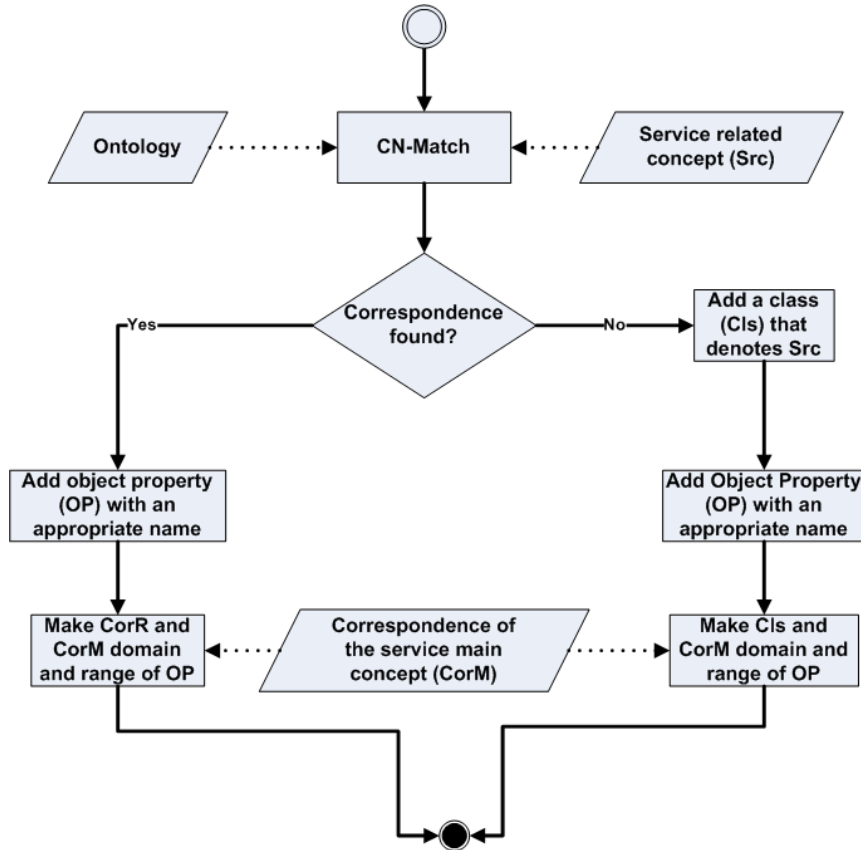 Ontology
CN-Match
Service related
concept (Src)
Correspondence
found?
Yes
No
Add a class
(Cls) that
denotes Src
Add object property
(OP) with an
appropriate name
Add Object Property
(OP) with an
appropriate name
Make CorR and
CorM domain
and range of OP
Correspondence of
the service main
concept (CorM)
Make Cls and
CorM domain and
range of OP